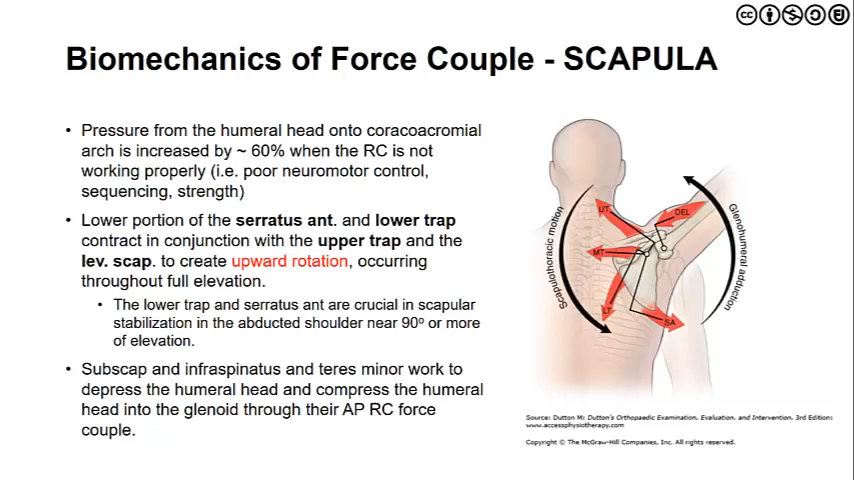 Biomechanics of Force Couple - SCAPULA
• Pressure from the humeral head onto coracoacromial
arch is increased by ~ 60% when the RC is not
working properly (i.e. poor neuromotor control,
sequencing, strength)
• Lower portion of the serratus ant. and lower trap
contract in conjunction with the upper trap and the
lev. scap. to create upward rotation, occurring
throughout full elevation.
• The lower trap and serratus ant are crucial in scapular
stabilization in the abducted shoulder near 90º or more
of elevation.
• Subscap and infraspinatus and teres minor work to
depress the humeral head and compress the humeral
head into the glenoid through their AP RC force
couple.
UT
DEL
MT
LT
SA
Scapulothoracic motion
Glenohumeral adduction
Source: Dutton M: Dutton's Orthopaedic Examination, Evaluation, and Intervention, 3rd Edition:
www.accessphysiotherapy.com
Copyright © The McGraw-Hill Companies, Inc. All rights reserved.
cc